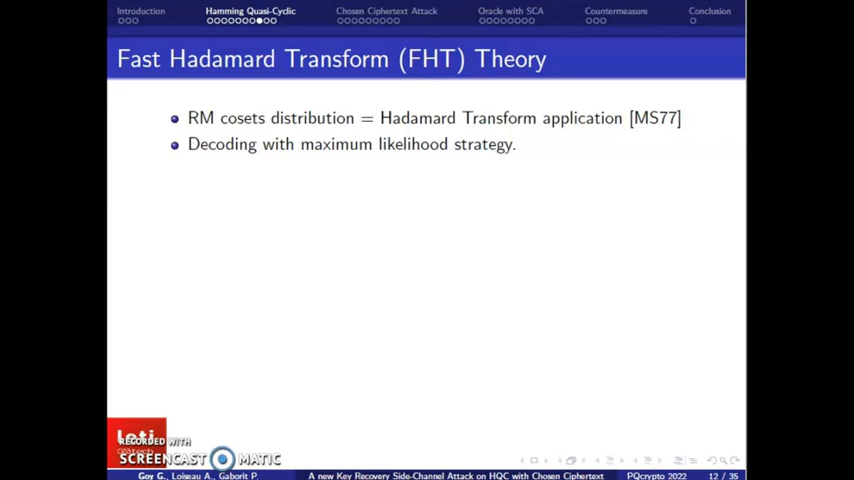 Introduction Hamming Quasi-Cyclic Chosen Ciphertext Attack Oracle with SCA Countermeasure Conclusion
Fast Hadamard Transform (FHT) Theory
RM cosets distribution = Hadamard Transform application [MS77]
Decoding with maximum likelihood strategy.
leti
RECORDED WITH
SCREENCAST MATIC
Goy G., Loiseau A., Gaborit P. A new Key Recovery Side-Channel Attack on HQC with Chosen Ciphertext PQcrypto 2022 12 / 35